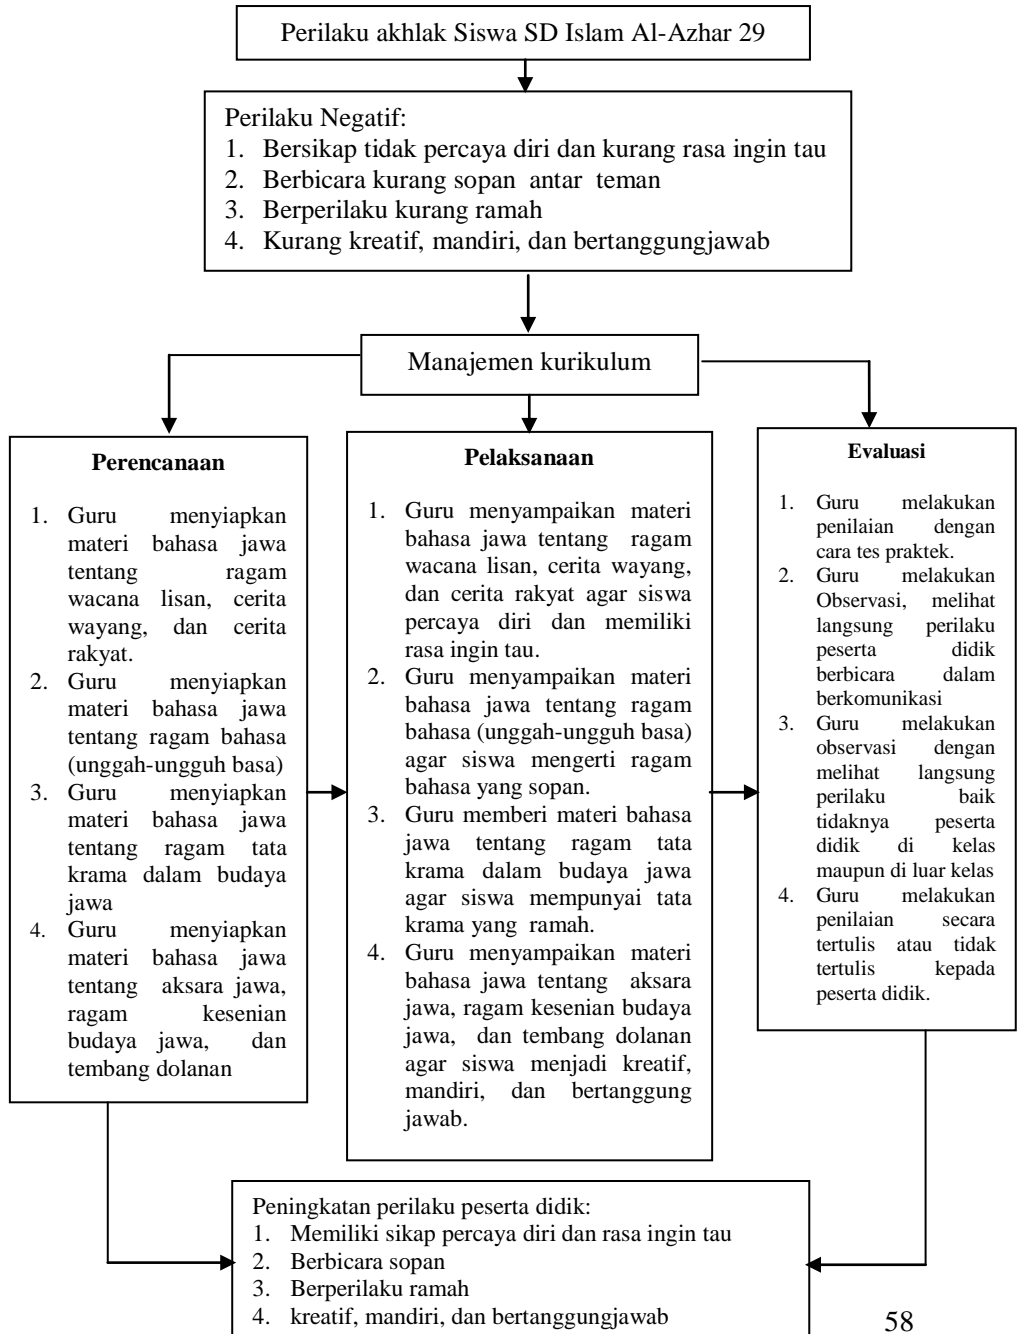 Perilaku akhlak Siswa SD Islam Al-Azhar 29
Perilaku Negatif:
1. Bersikap tidak percaya diri dan kurang rasa ingin tau
2. Berbicara kurang sopan antar teman
3. Berperilaku kurang ramah
4. Kurang kreatif, mandiri, dan bertanggungjawab
Manajemen kurikulum
Perencanaan
1. Guru menyiapkan
materi bahasa jawa
tentang ragam
wacana lisan, cerita
wayang, dan cerita
rakyat.
2. Guru menyiapkan
materi bahasa jawa
tentang ragam bahasa
(unggah-ungguh basa)
3. Guru menyiapkan
materi bahasa jawa
tentang ragam tata
krama dalam budaya
jawa
4. Guru menyiapkan
materi bahasa jawa
tentang aksara jawa,
ragam kesenian
budaya jawa, dan
tembang dolanan
Pelaksanaan
1. Guru menyampaikan materi
bahasa jawa tentang ragam
wacana lisan, cerita wayang,
dan cerita rakyat agar siswa
percaya diri dan memiliki
rasa ingin tau.
2. Guru menyampaikan materi
bahasa jawa tentang ragam
bahasa (unggah-ungguh basa)
agar siswa mengerti ragam
bahasa yang sopan.
3. Guru memberi materi bahasa
jawa tentang ragam tata
krama dalam budaya jawa
agar siswa mempunyai tata
krama yang ramah.
4. Guru menyampaikan materi
bahasa jawa tentang aksara
jawa, ragam kesenian budaya
jawa, dan tembang dolanan
agar siswa menjadi kreatif,
mandiri, dan bertanggung
jawab.
Evaluasi
1. Guru melakukan
penilaian dengan
cara tes praktek.
2. Guru melakukan
Observasi, melihat
langsung perilaku
peserta didik
berbicara dalam
berkomunikasi
3. Guru melakukan
observasi dengan
melihat langsung
perilaku baik
tidaknya peserta
didik di kelas
maupun di luar kelas
4. Guru melakukan
penilaian secara
tertulis atau tidak
tertulis kepada
peserta didik.
Peningkatan perilaku peserta didik:
1. Memiliki sikap percaya diri dan rasa ingin tau
2. Berbicara sopan
3. Berperilaku ramah
4. kreatif, mandiri, dan bertanggungjawab
58